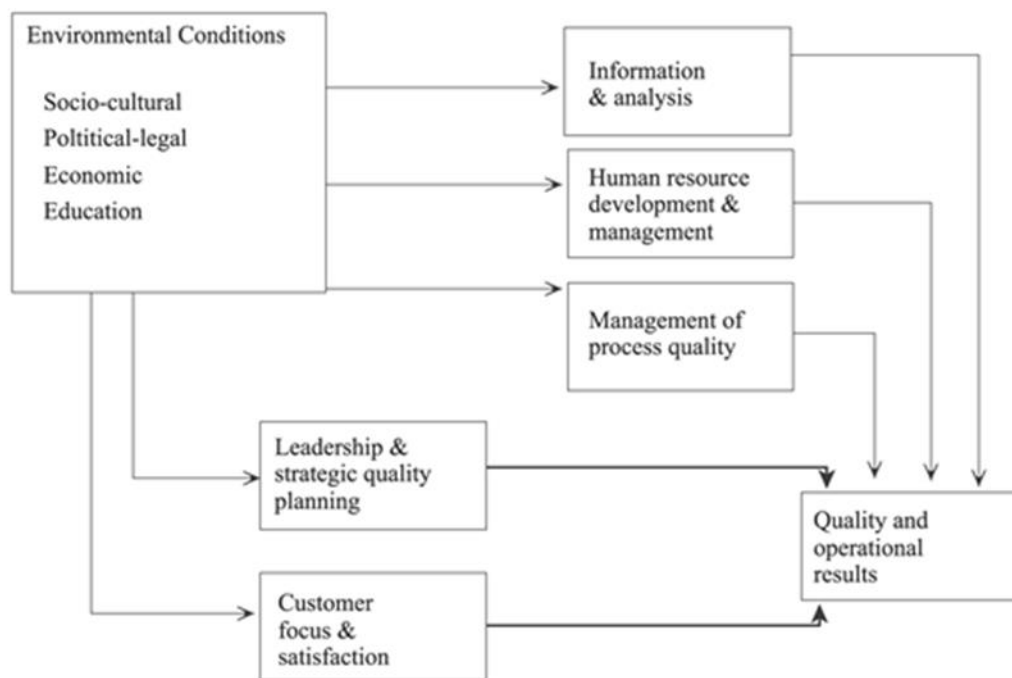 Environmental Conditions
Socio-cultural
Poltitical-legal
Economic
Education
Information
& analysis
Human resource
development &
management
Management of
process quality
Leadership &
strategic quality
planning
Customer
focus &
satisfaction
Quality and
operational
results